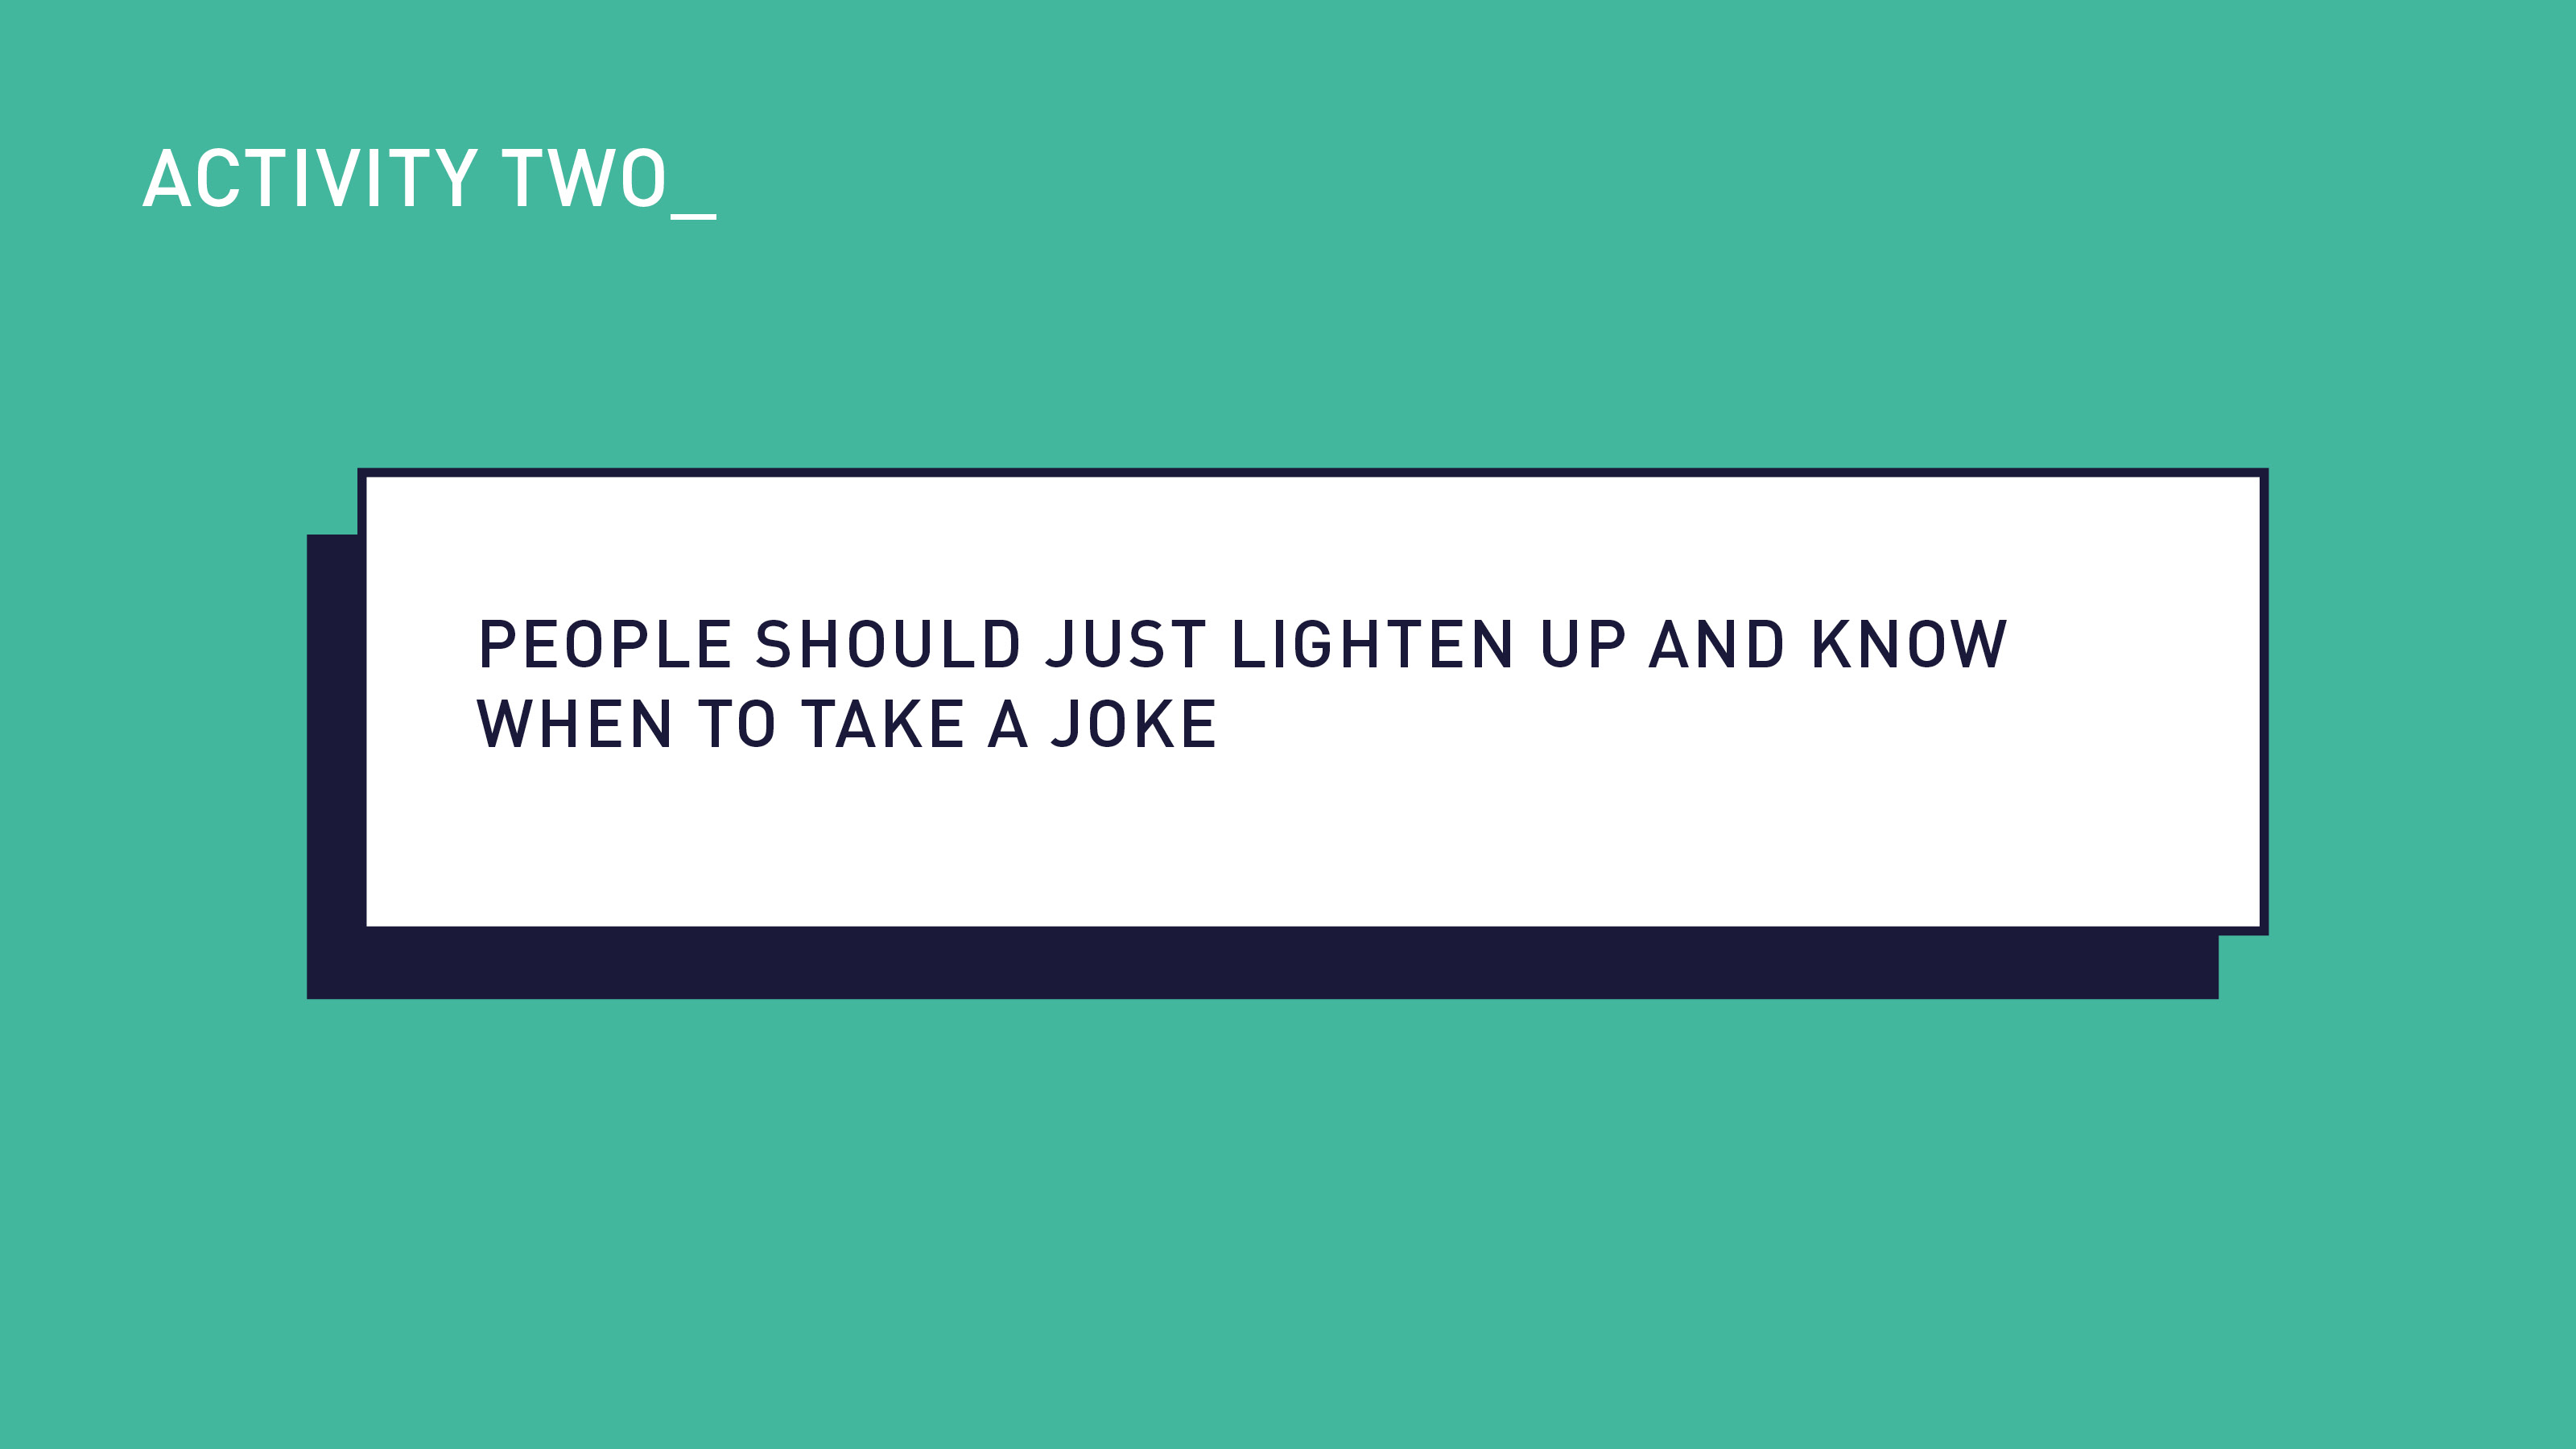 ACTIVITY TWO_
PEOPLE SHOULD JUST LIGHTEN UP AND KNOW
WHEN TO TAKE A JOKE